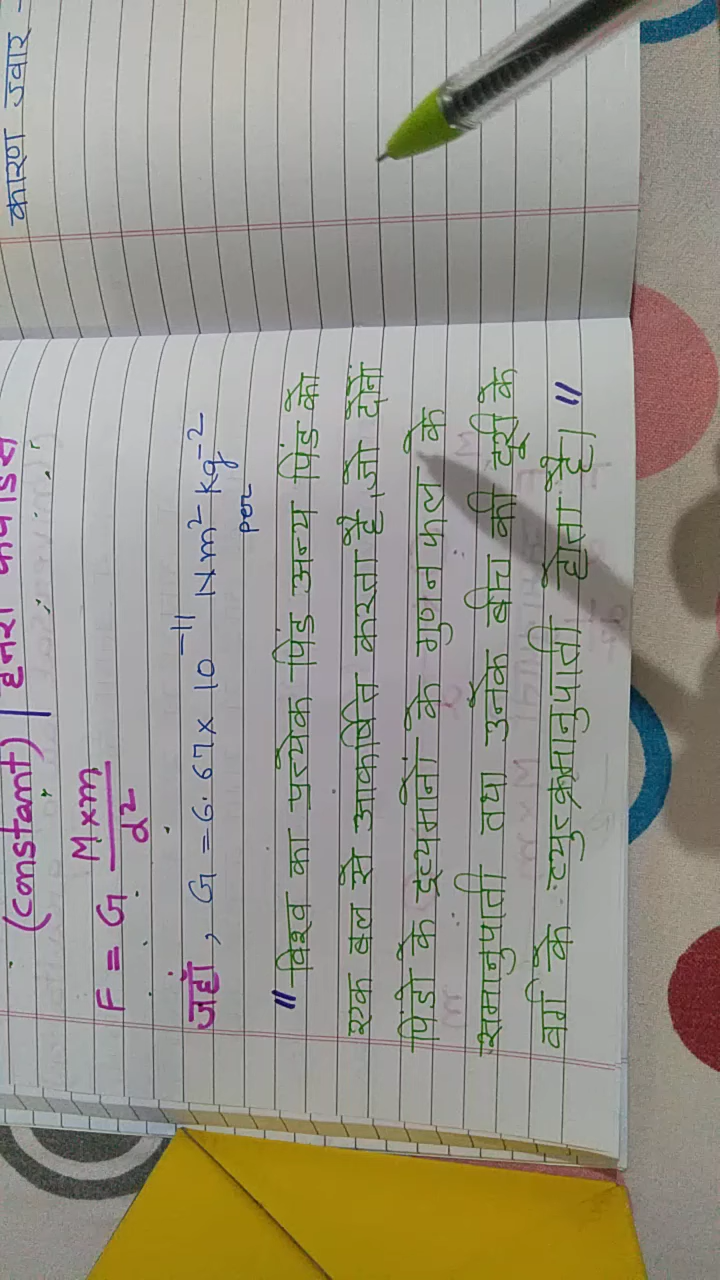 (constant) | इनका
F = G M×m/d²
जहाँ, G = 6.67 × 10⁻¹¹ Nm² kg⁻²
per
"विश्व का प्रत्येक पिंड अन्य पिंड को
एक बल से आकर्षित करता है, जो दोनों
पिंडो के द्रव्यमानों के गुणनफल के
समानुपाती तथा उनके बीच की दूरी के
वर्ग के व्युत्क्रमानुपाती होता है।"
कारण ज्वार -